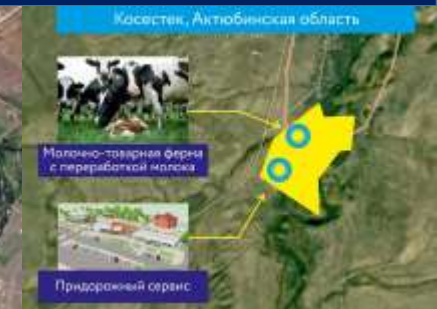 Косестек, Актюбинская область
Молочно-товарная ферма
с переработкой молока
Придорожный сервис